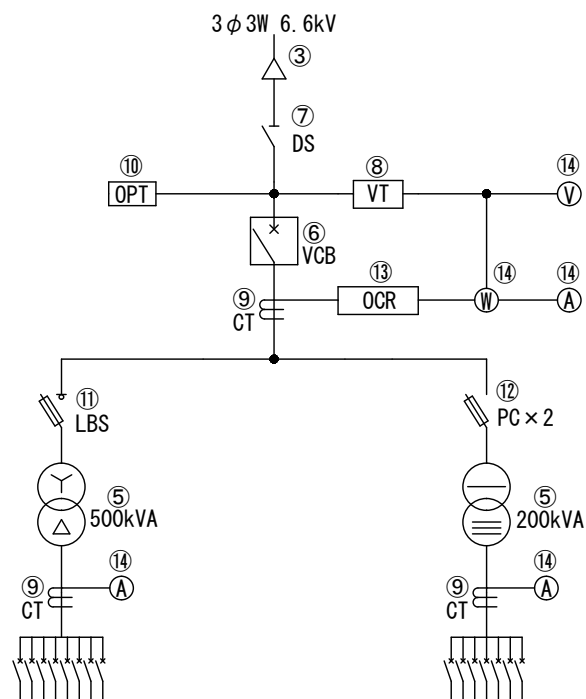 3φ3W 6.6kV
③
⑦
DS
⑩
OPT
⑧
VT
⑭
V
⑥
VCB
⑨
CT
⑬
OCR
⑭
W
⑭
A
⑪
LBS
⑫
PC×2
⑤
500kVA
⑤
200kVA
⑨
CT
⑭
A
⑨
CT
⑭
A